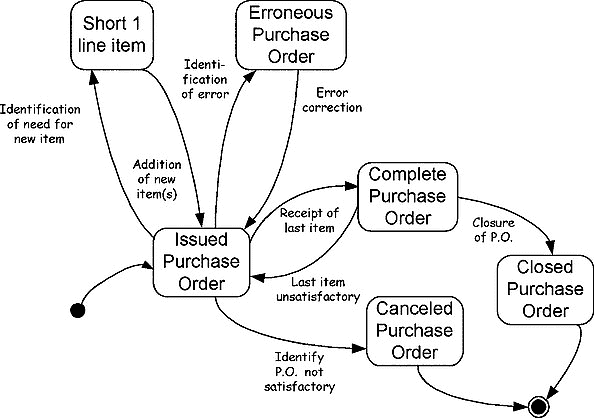 Short 1
line item
Erroneous
Purchase
Order
Identi-
fication
of error
Error
correction
Identification
of need for
new item
Addition
of new
item(s)
Complete
Purchase
Order
Receipt of
last item
Closure
of P.O.
Issued
Purchase
Order
Last item
unsatisfactory
Closed
Purchase
Order
Canceled
Purchase
Order
Identify
P.O. not
satisfactory